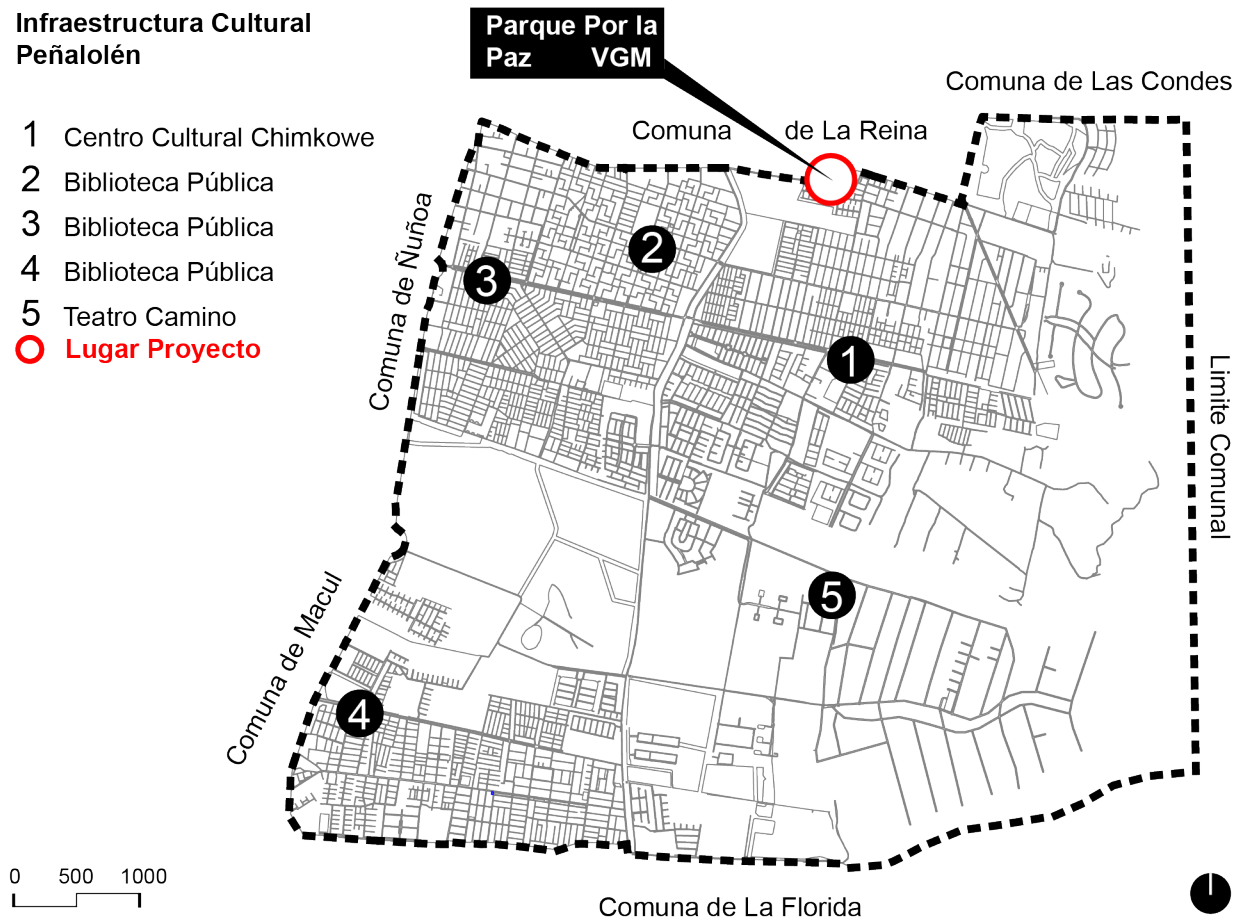 Infraestructura Cultural
Peñalolén
1 Centro Cultural Chimkowe
2 Biblioteca Pública
3 Biblioteca Pública
4 Biblioteca Pública
5 Teatro Camino
Lugar Proyecto
Parque Por la
Paz VGM
Comuna de Las Condes
Comuna de La Reina
Comuna de Ñuñoa
2
3
1
Limite Comunal
5
Comuna de Macul
4
0 500 1000
Comuna de La Florida